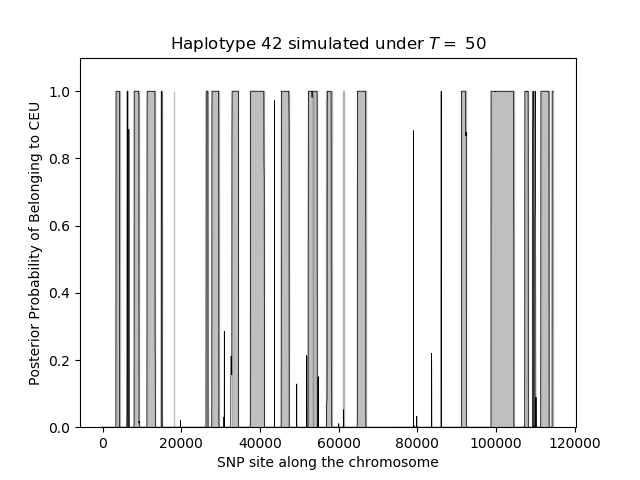 Haplotype 42 simulated under T = 50
Posterior Probability of Belonging to CEU
1.0
0.8
0.6
0.4
0.2
0.0
0 20000 40000 60000 80000 100000 120000
SNP site along the chromosome